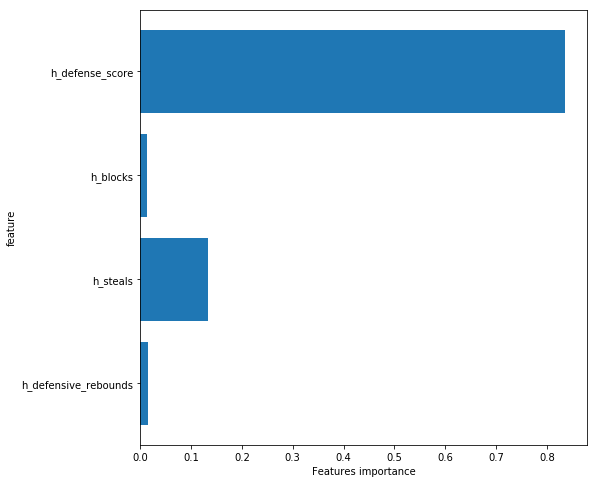 h_defense_score
h_blocks
h_steals
h_defensive_rebounds
feature
0.0 0.1 0.2 0.3 0.4 0.5 0.6 0.7 0.8
Features importance